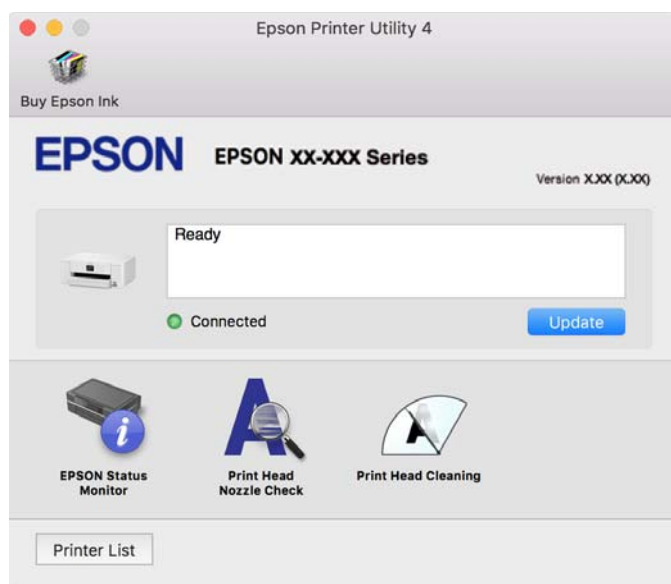 Epson Printer Utility 4
Buy Epson Ink
EPSON
EPSON XX-XXX Series
Version X.XX (X.XX)
Ready
Connected
Update
EPSON Status
Monitor
Print Head
Nozzle Check
Print Head Cleaning
Printer List